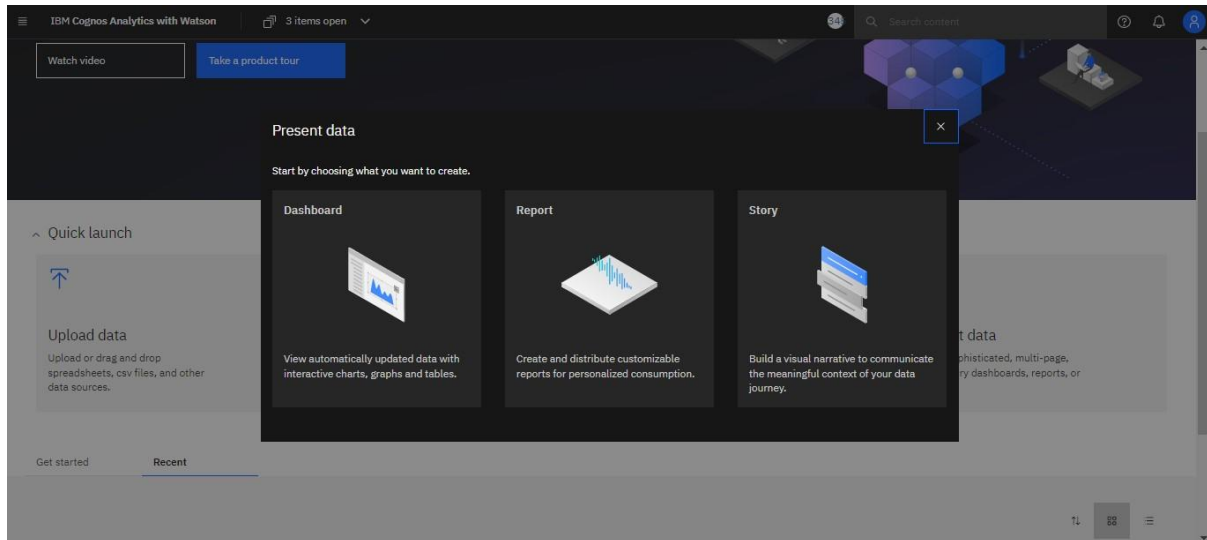 IBM Cognos Analytics with Watson
3 items open
Search content
Watch video
Take a product tour
Present data
Start by choosing what you want to create.
Dashboard
View automatically updated data with
interactive charts, graphs and tables.
Report
Create and distribute customizable
reports for personalized consumption.
Story
Build a visual narrative to communicate
the meaningful context of your data
journey.
Quick launch
Upload data
Upload or drag and drop
spreadsheets, csv files, and other
data sources.
t data
phisticated, multi-page,
ry dashboards, reports, or
Get started
Recent